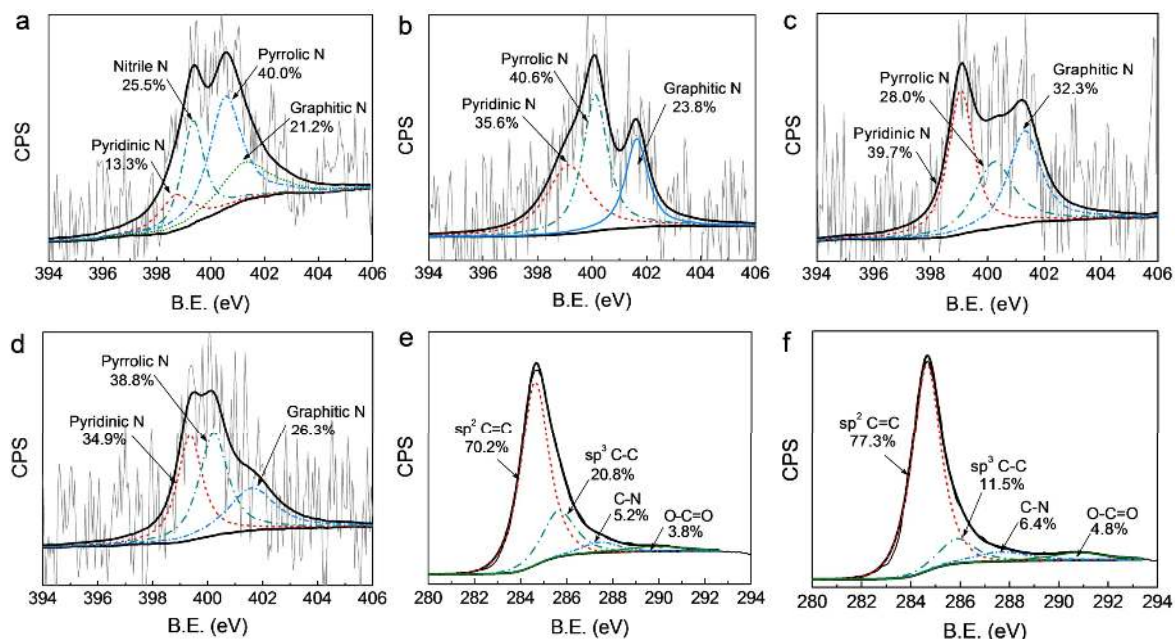 a
Nitrile N
25.5%
Pyrrolic N
40.0%
Graphitic N
21.2%
Pyridinic N
13.3%
CPS
394 396 398 400 402 404 406
B.E. (eV)
b
Pyrrolic N
40.6%
Pyridinic N
35.6%
Graphitic N
23.8%
CPS
394 396 398 400 402 404 406
B.E. (eV)
c
Pyrrolic N
28.0%
Graphitic N
32.3%
Pyridinic N
39.7%
CPS
394 396 398 400 402 404 406
B.E. (eV)
d
Pyrrolic N
38.8%
Pyridinic N
34.9%
Graphitic N
26.3%
CPS
394 396 398 400 402 404 406
B.E. (eV)
e
sp² C=C
70.2%
sp³ C-C
20.8%
C-N
5.2%
O-C=O
3.8%
CPS
280 282 284 286 288 290 292 294
B.E. (eV)
f
sp² C=C
77.3%
sp³ C-C
11.5%
C-N
6.4%
O-C=O
4.8%
CPS
280 282 284 286 288 290 292 294
B.E. (eV)